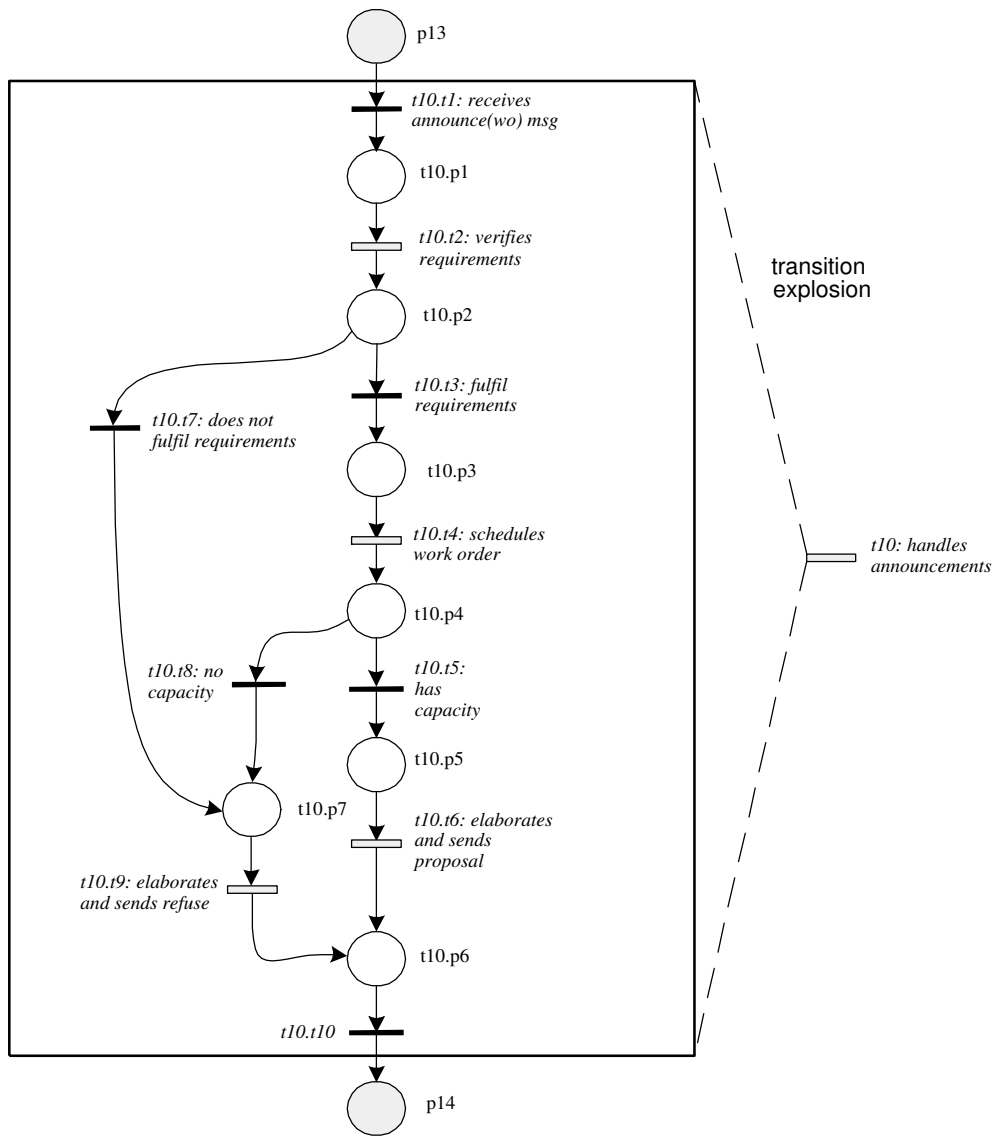 p13
t10.t1: receives
announce(wo) msg
t10.p1
t10.t2: verifies
requirements
transition
explosion
t10.p2
t10.t3: fulfil
requirements
t10.t7: does not
fulfil requirements
t10.p3
t10.t4: schedules
work order
t10: handles
announcements
t10.p4
t10.t8: no
capacity
t10.t5:
has
capacity
t10.p5
t10.p7
t10.t6: elaborates
and sends
proposal
t10.t9: elaborates
and sends refuse
t10.p6
t10.t10
p14